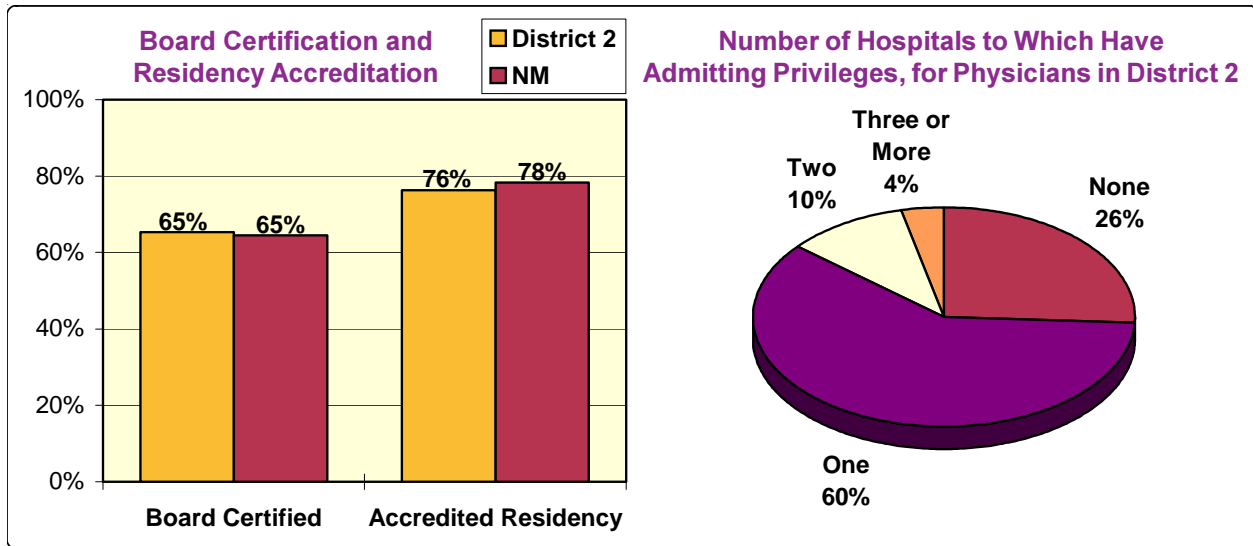 Board Certification and
Residency Accreditation
District 2
NM
100%
80%
60%
40%
20%
0%
65%
65%
76%
78%
Board Certified
Accredited Residency
Number of Hospitals to Which Have
Admitting Privileges, for Physicians in District 2
Three or
More
4%
Two
10%
None
26%
One
60%